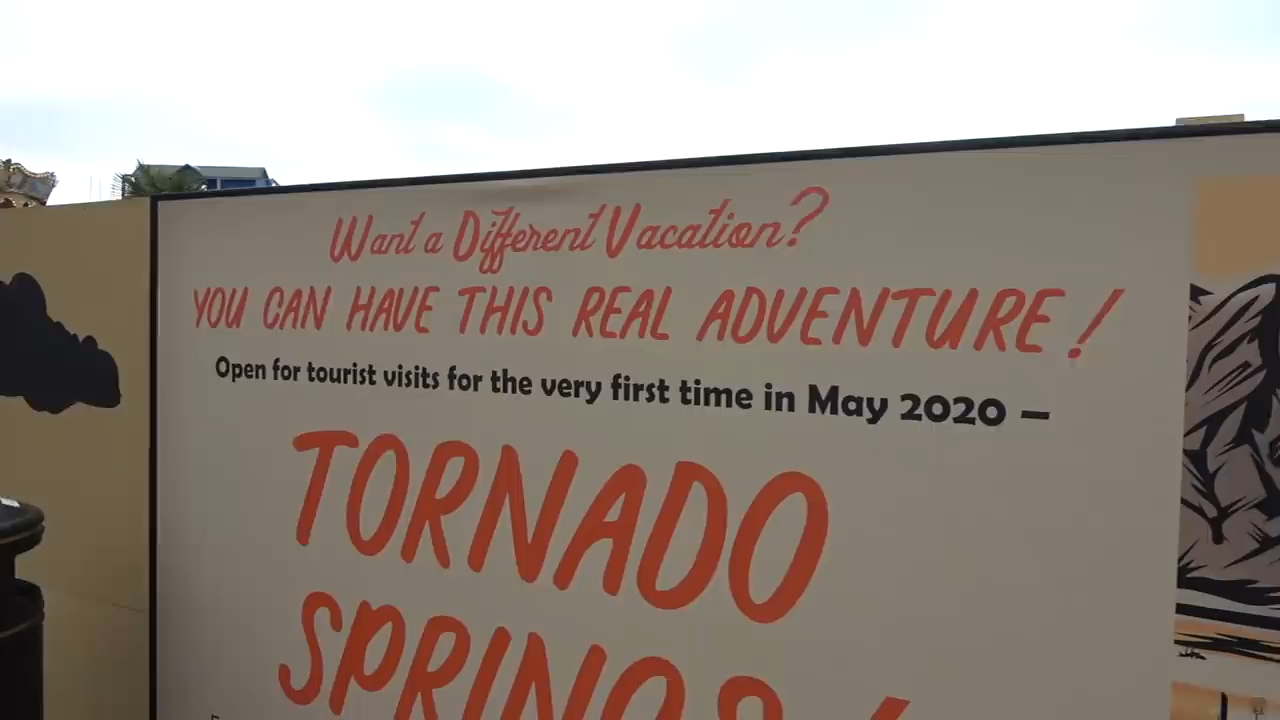 Want a Different Vacation?
YOU CAN HAVE THIS REAL ADVENTURE!
Open for tourist visits for the very first time in May 2020 –
TORNADO
SPRINGS!